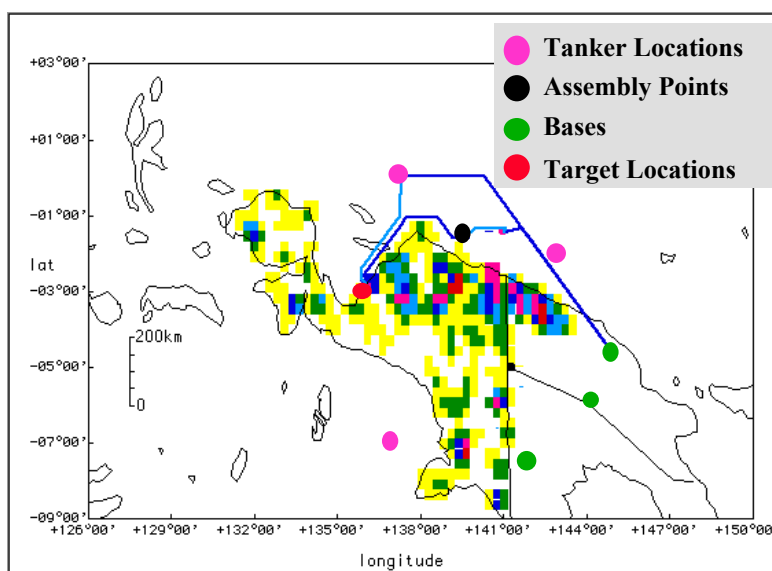 Tanker Locations
Assembly Points
Bases
Target Locations
+03°00'
+01°00'
-01°00'
lat
-03°00'
200km
-05°00'
0
-07°00'
-09°00'
+126°00' +129°00' +132°00' +135°00' +138°00' +141°00' +144°00' +147°00' +150°00'
longitude